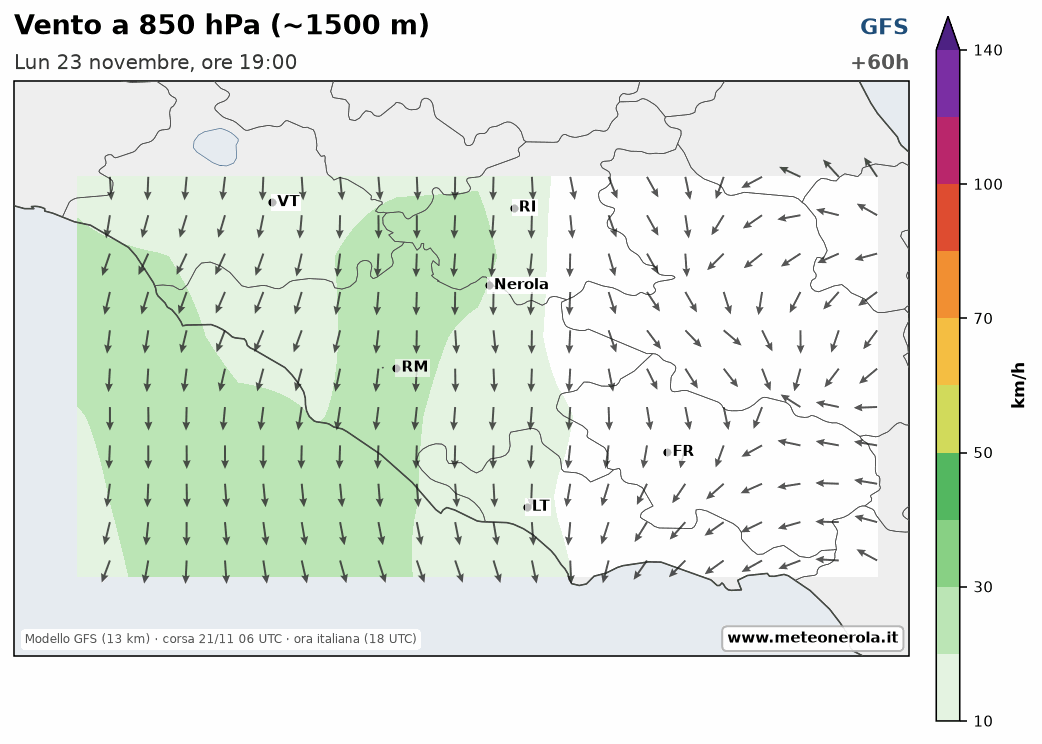 Vento a 850 hPa (~1500 m)
GFS
Lun 23 novembre, ore 19:00
+60h
140
100
70
50
30
10
km/h
VT
RI
Nerola
RM
FR
LT
Modello GFS (13 km) · corsa 21/11 06 UTC · ora italiana (18 UTC)
www.meteonerola.it